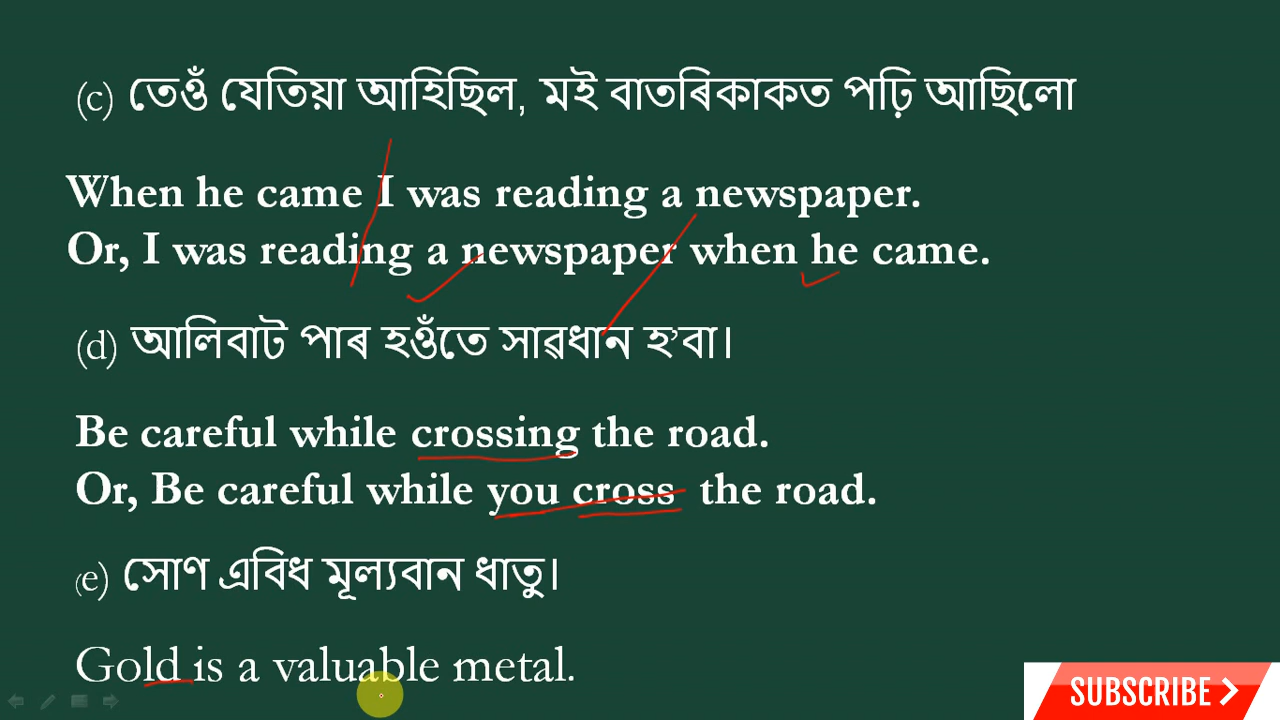 (c) তেওঁ যেতিয়া আহিছিল, মই বাতৰিকাকত পঢ়ি আছিলো
When he came I was reading a newspaper.
Or, I was reading a newspaper when he came.
(d) আলিবাট পাৰ হওঁতে সাৱধান হ’বা।
Be careful while crossing the road.
Or, Be careful while you cross the road.
(e) সোণ এবিধ মূল্যবান ধাতু।
Gold is a valuable metal.
SUBSCRIBE